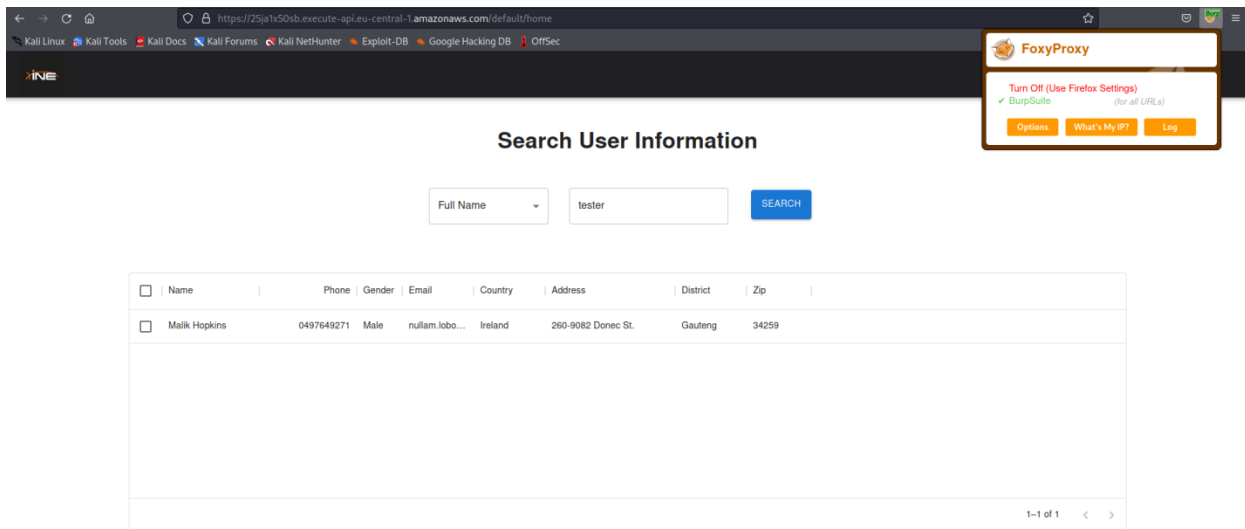 https://25ja1x50sb.execute-api.eu-central-1.amazonaws.com/default/home
Kali Linux Kali Tools Kali Docs Kali Forums Kali NetHunter Exploit-DB Google Hacking DB OffSec
Burp
FoxyProxy
INE
Turn Off (Use Firefox Settings)
✔ BurpSuite (for all URLs)
Options What's My IP? Log
Search User Information
Full Name tester SEARCH
Name Phone Gender Email Country Address District Zip
Malik Hopkins 0497649271 Male nullam.lobo... Ireland 260-9082 Donec St. Gauteng 34259
1–1 of 1